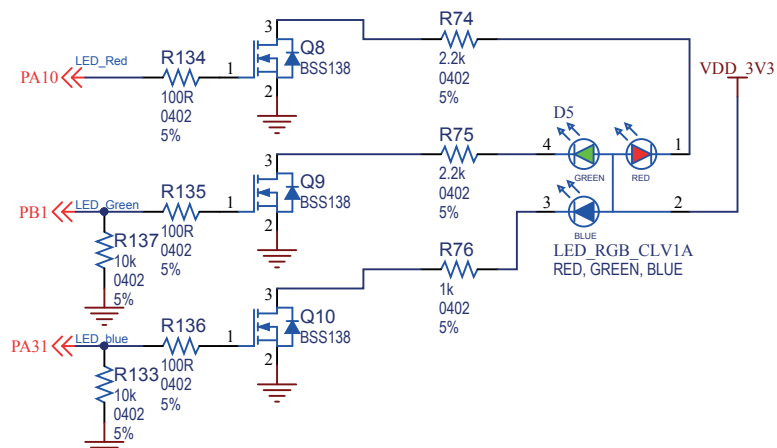 3
R74
LED_Red
R134
Q8
BSS138
2.2k
0402
5%
VDD_3V3
PA10
1
100R
0402
5%
2
D5
3
R75
4
1
GREEN
RED
LED_Green
R135
Q9
BSS138
2.2k
0402
5%
PB1
1
3
2
BLUE
R137
10k
0402
5%
100R
0402
5%
2
R76
LED_RGB_CLV1A
RED, GREEN, BLUE
3
1k
0402
5%
LED_blue
R136
Q10
BSS138
PA31
1
R133
10k
0402
5%
100R
0402
5%
2